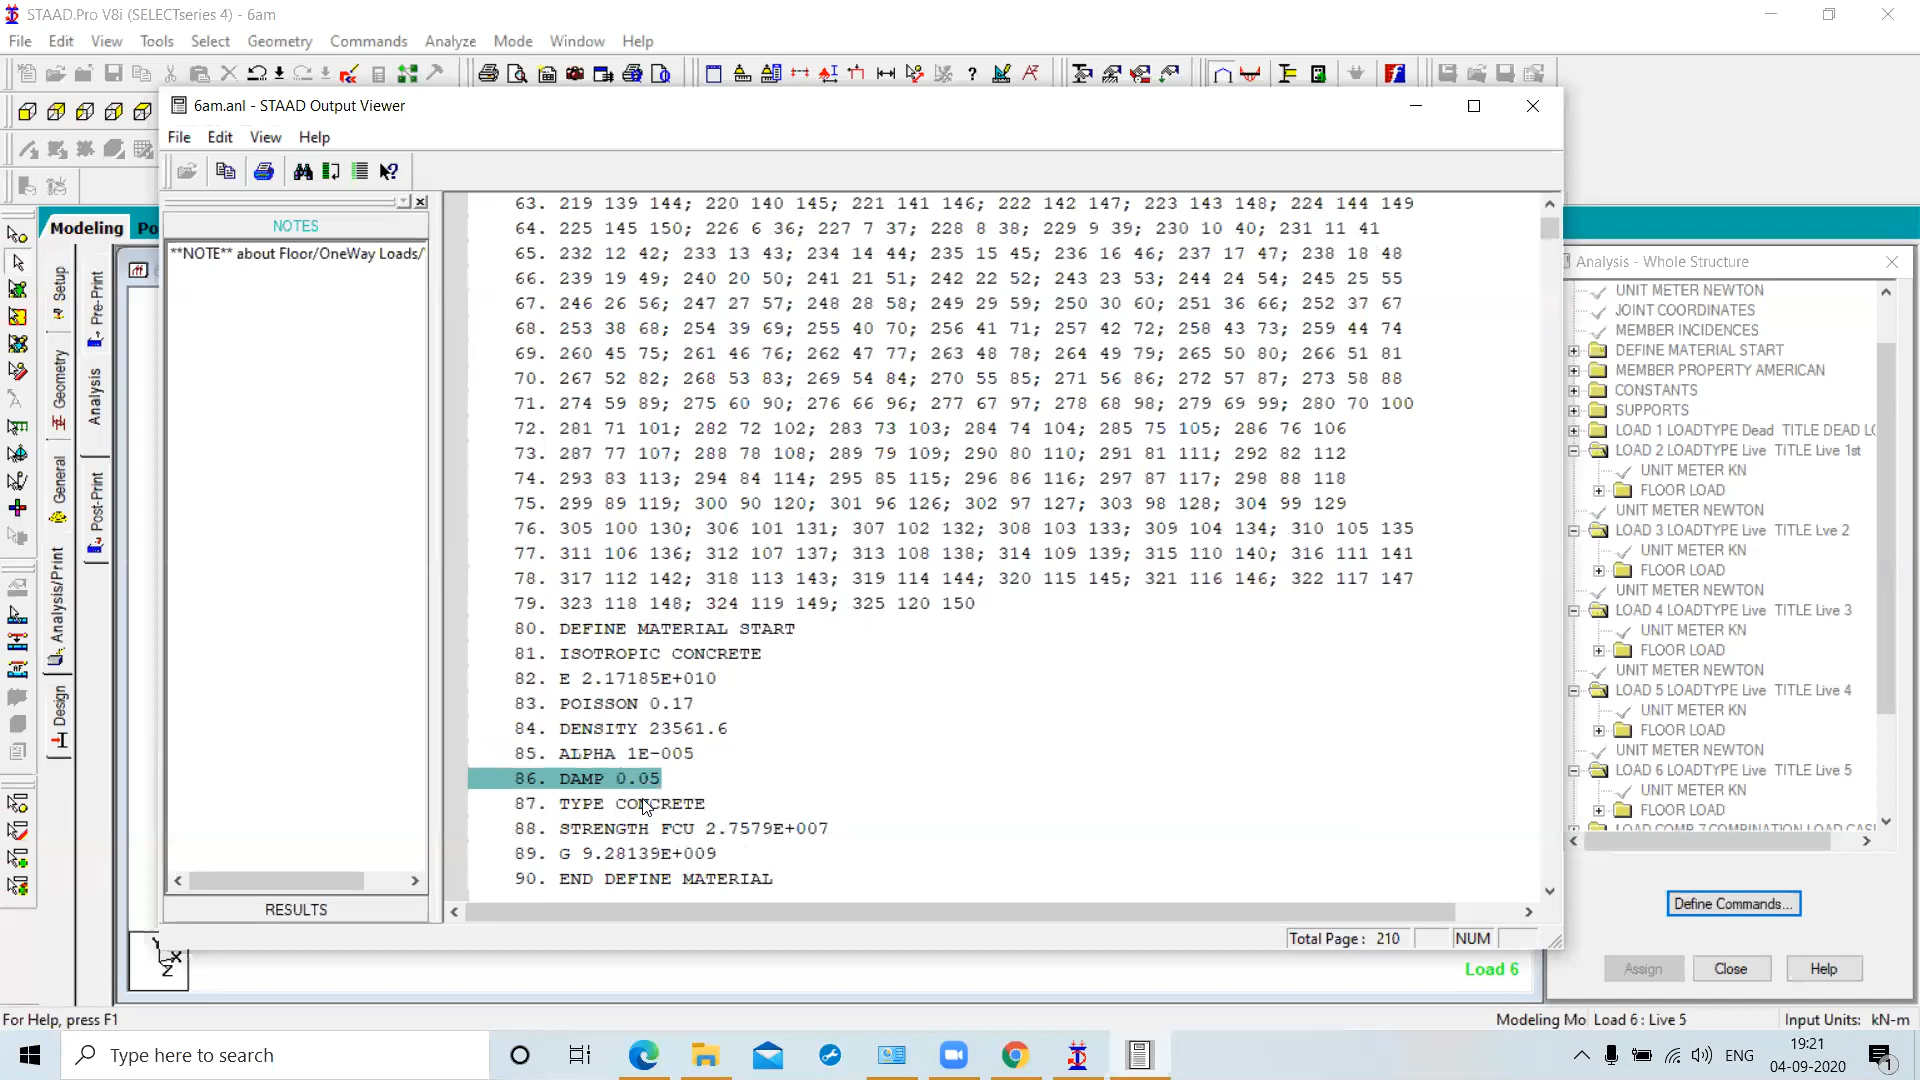 STAAD.Pro V8i (SELECTseries 4) - 6am
File Edit View Tools Select Geometry Commands Analyze Mode Window Help
6am.anl - STAAD Output Viewer
File Edit View Help
Modeling Po
Setup
Geometry
General
Analysis/Print
Design
Pre-Print
Analysis
Post-Print
NOTES
**NOTE** about Floor/OneWay Loads/
RESULTS
63. 219 139 144; 220 140 145; 221 141 146; 222 142 147; 223 143 148; 224 144 149
64. 225 145 150; 226 6 36; 227 7 37; 228 8 38; 229 9 39; 230 10 40; 231 11 41
65. 232 12 42; 233 13 43; 234 14 44; 235 15 45; 236 16 46; 237 17 47; 238 18 48
66. 239 19 49; 240 20 50; 241 21 51; 242 22 52; 243 23 53; 244 24 54; 245 25 55
67. 246 26 56; 247 27 57; 248 28 58; 249 29 59; 250 30 60; 251 36 66; 252 37 67
68. 253 38 68; 254 39 69; 255 40 70; 256 41 71; 257 42 72; 258 43 73; 259 44 74
69. 260 45 75; 261 46 76; 262 47 77; 263 48 78; 264 49 79; 265 50 80; 266 51 81
70. 267 52 82; 268 53 83; 269 54 84; 270 55 85; 271 56 86; 272 57 87; 273 58 88
71. 274 59 89; 275 60 90; 276 66 96; 277 67 97; 278 68 98; 279 69 99; 280 70 100
72. 281 71 101; 282 72 102; 283 73 103; 284 74 104; 285 75 105; 286 76 106
73. 287 77 107; 288 78 108; 289 79 109; 290 80 110; 291 81 111; 292 82 112
74. 293 83 113; 294 84 114; 295 85 115; 296 86 116; 297 87 117; 298 88 118
75. 299 89 119; 300 90 120; 301 96 126; 302 97 127; 303 98 128; 304 99 129
76. 305 100 130; 306 101 131; 307 102 132; 308 103 133; 309 104 134; 310 105 135
77. 311 106 136; 312 107 137; 313 108 138; 314 109 139; 315 110 140; 316 111 141
78. 317 112 142; 318 113 143; 319 114 144; 320 115 145; 321 116 146; 322 117 147
79. 323 118 148; 324 119 149; 325 120 150
80. DEFINE MATERIAL START
81. ISOTROPIC CONCRETE
82. E 2.17185E+010
83. POISSON 0.17
84. DENSITY 23561.6
85. ALPHA 1E-005
86. DAMP 0.05
87. TYPE CONCRETE
88. STRENGTH FCU 2.7579E+007
89. G 9.28139E+009
90. END DEFINE MATERIAL
Total Page : 210 NUM
Load 6
Analysis - Whole Structure
UNIT METER NEWTON
JOINT COORDINATES
MEMBER INCIDENCES
DEFINE MATERIAL START
MEMBER PROPERTY AMERICAN
CONSTANTS
SUPPORTS
LOAD 1 LOADTYPE Dead TITLE DEAD LO
LOAD 2 LOADTYPE Live TITLE Live 1st
UNIT METER KN
FLOOR LOAD
UNIT METER NEWTON
LOAD 3 LOADTYPE Live TITLE Lve 2
UNIT METER KN
FLOOR LOAD
UNIT METER NEWTON
LOAD 4 LOADTYPE Live TITLE Live 3
UNIT METER KN
FLOOR LOAD
UNIT METER NEWTON
LOAD 5 LOADTYPE Live TITLE Live 4
UNIT METER KN
FLOOR LOAD
UNIT METER NEWTON
LOAD 6 LOADTYPE Live TITLE Live 5
UNIT METER KN
FLOOR LOAD
LOAD COMB 7 COMBINATION LOAD CAS
Define Commands...
Assign Close Help
For Help, press F1
Modeling Mo Load 6 : Live 5 Input Units: kN-m
Type here to search
ENG
19:21
04-09-2020
1
Y
X
Z